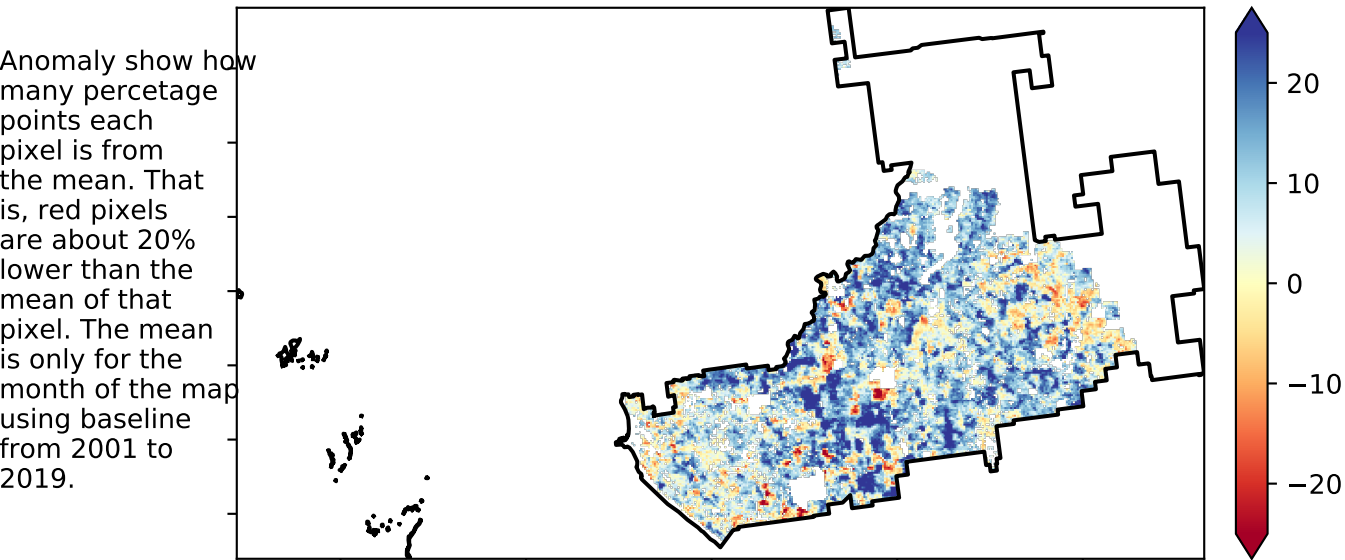 Anomaly show how
many percetage
points each
pixel is from
the mean. That
is, red pixels
are about 20%
lower than the
mean of that
pixel. The mean
is only for the
month of the map
using baseline
from 2001 to
2019.
20
10
0
−10
−20